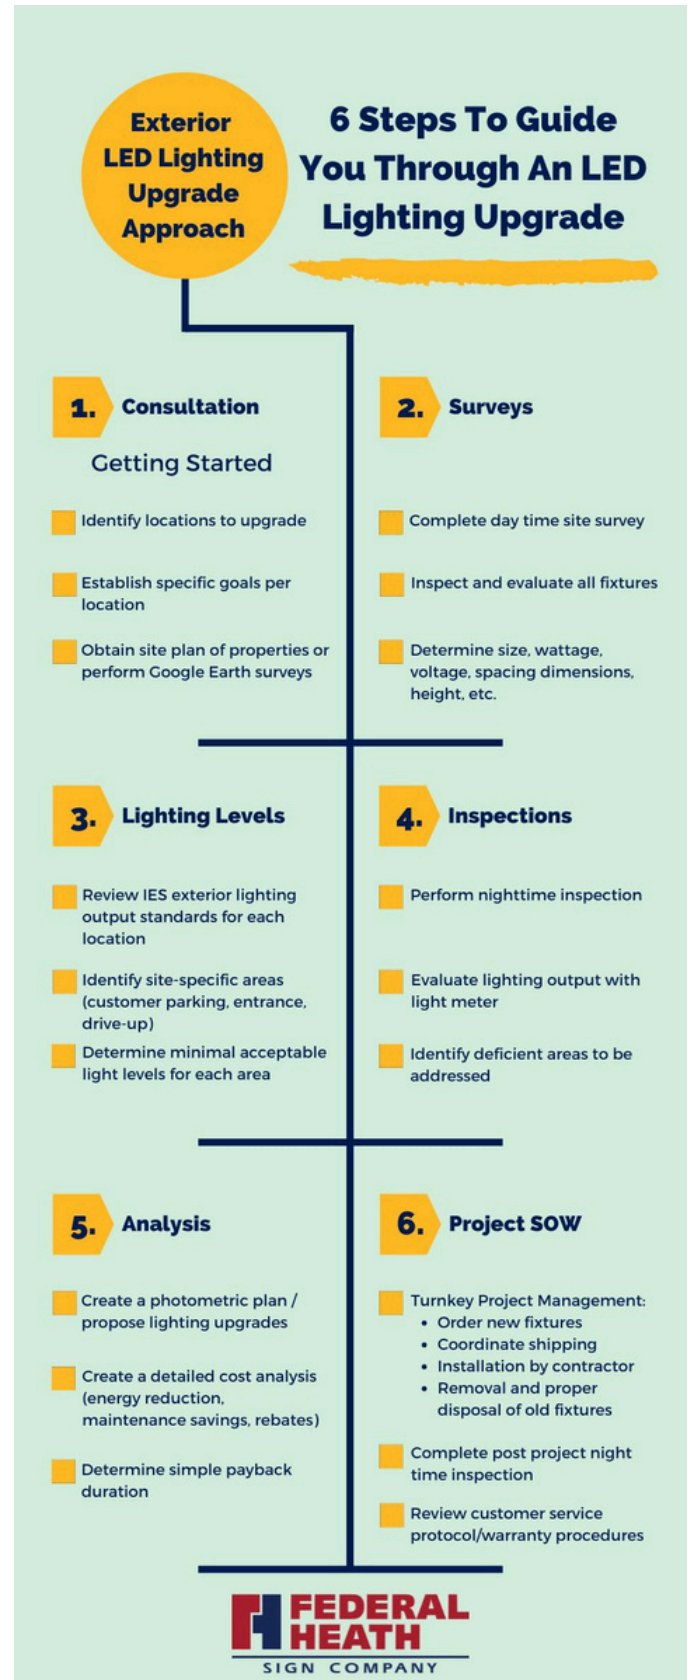 Exterior
LED Lighting
Upgrade
Approach
6 Steps To Guide
You Through An LED
Lighting Upgrade
1. Consultation
Getting Started
Identify locations to upgrade
Establish specific goals per
location
Obtain site plan of properties or
perform Google Earth surveys
2. Surveys
Complete day time site survey
Inspect and evaluate all fixtures
Determine size, wattage,
voltage, spacing dimensions,
height, etc.
3. Lighting Levels
Review IES exterior lighting
output standards for each
location
Identify site-specific areas
(customer parking, entrance,
drive-up)
Determine minimal acceptable
light levels for each area
4. Inspections
Perform nighttime inspection
Evaluate lighting output with
light meter
Identify deficient areas to be
addressed
5. Analysis
Create a photometric plan /
propose lighting upgrades
Create a detailed cost analysis
(energy reduction,
maintenance savings, rebates)
Determine simple payback
duration
6. Project SOW
Turnkey Project Management:
• Order new fixtures
• Coordinate shipping
• Installation by contractor
• Removal and proper
disposal of old fixtures
Complete post project night
time inspection
Review customer service
protocol/warranty procedures
FEDERAL
HEATH
SIGN COMPANY